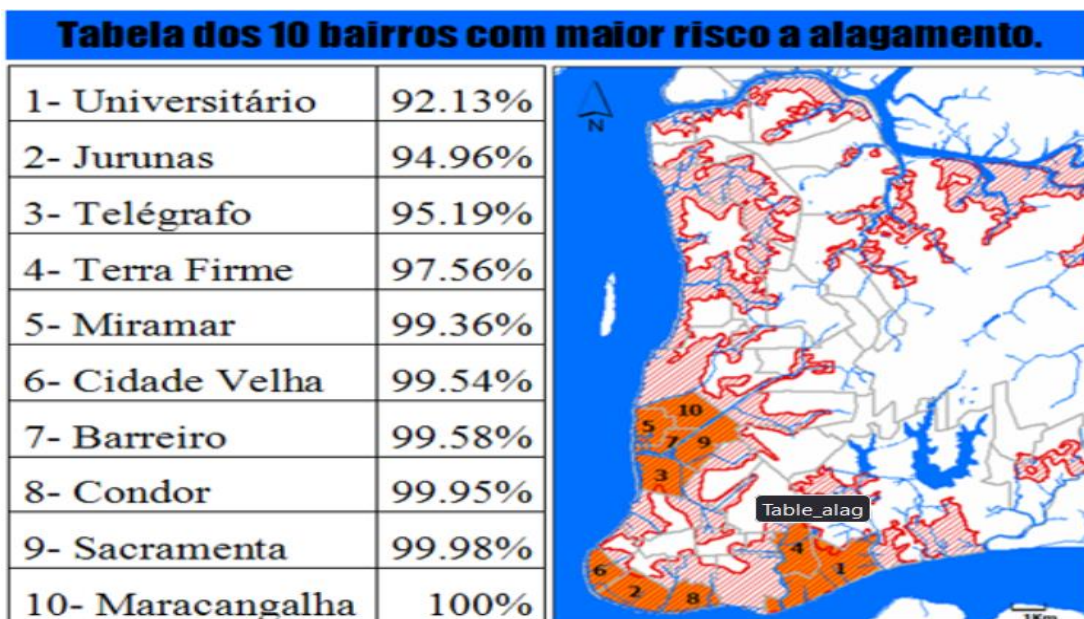 Tabela dos 10 bairros com maior risco a alagamento.
1- Universitário 92.13%
2- Jurunas 94.96%
3- Telégrafo 95.19%
4- Terra Firme 97.56%
5- Miramar 99.36%
6- Cidade Velha 99.54%
7- Barreiro 99.58%
8- Condor 99.95%
9- Sacramenta 99.98%
10- Maracangalha 100%
N
10
5
7 9
3
Table_alag
4
1
6
2
8
1Km